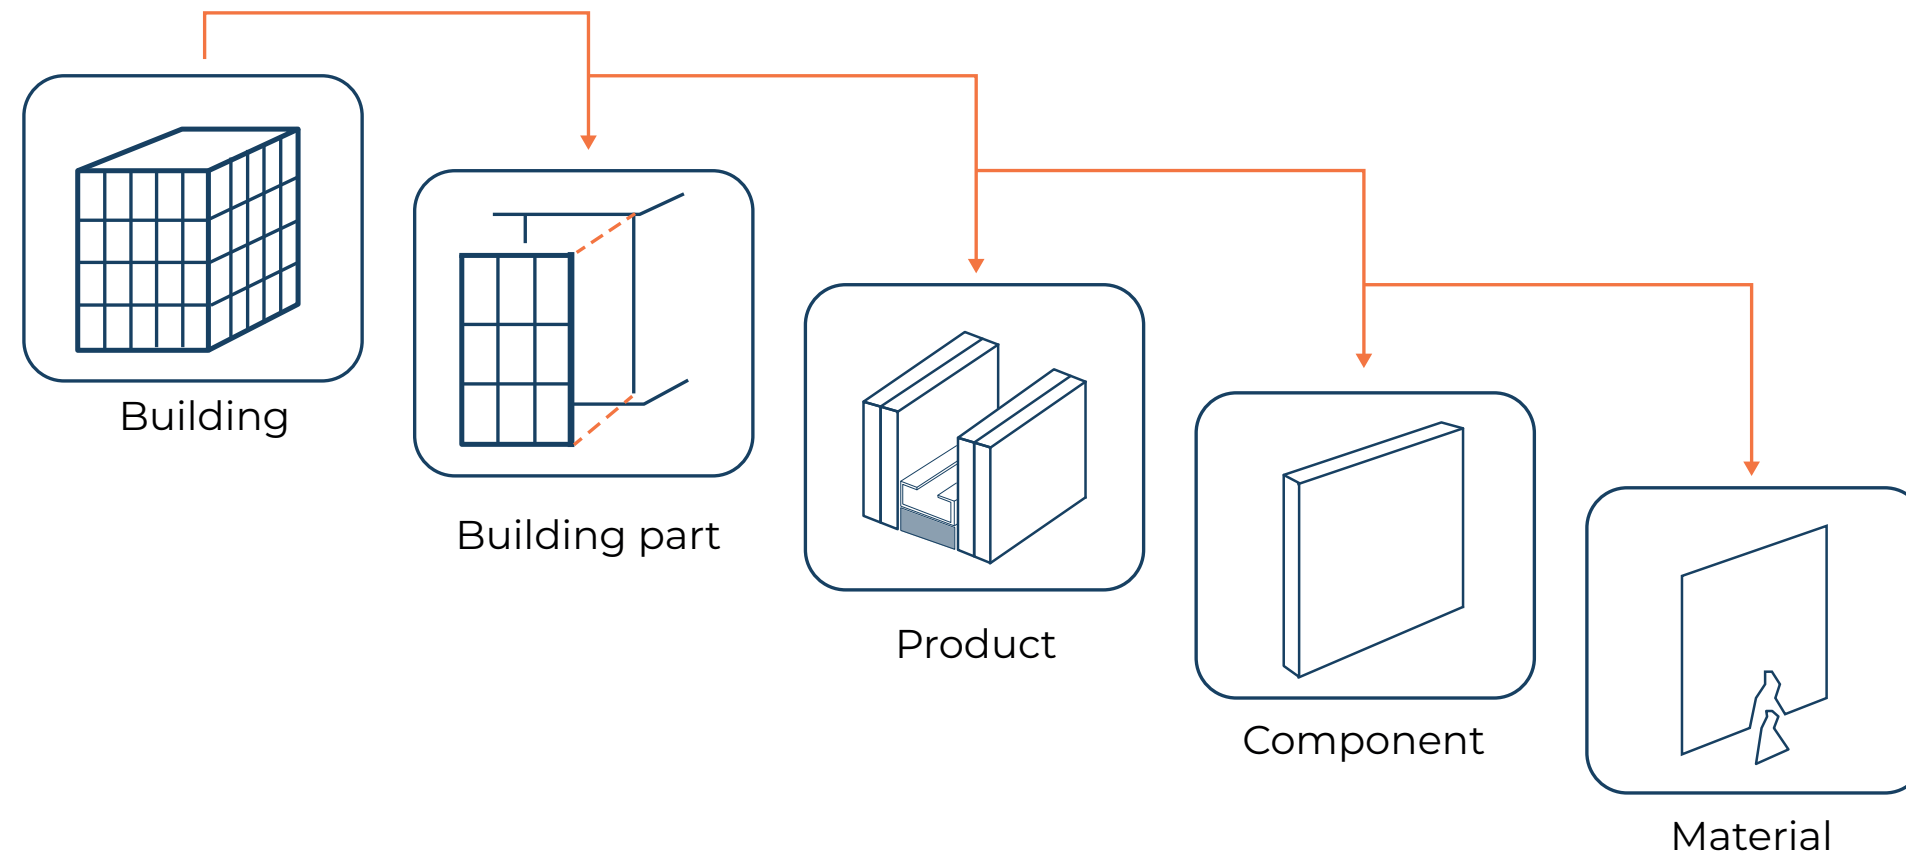 Building
Building part
Product
Component
Material